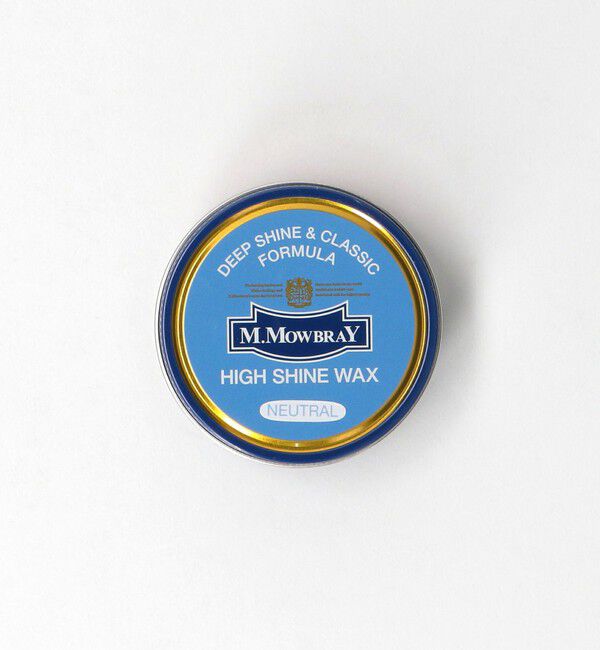 DEEP SHINE & CLASSIC
FORMULA
M.MOWBRAY
HIGH SHINE WAX
NEUTRAL